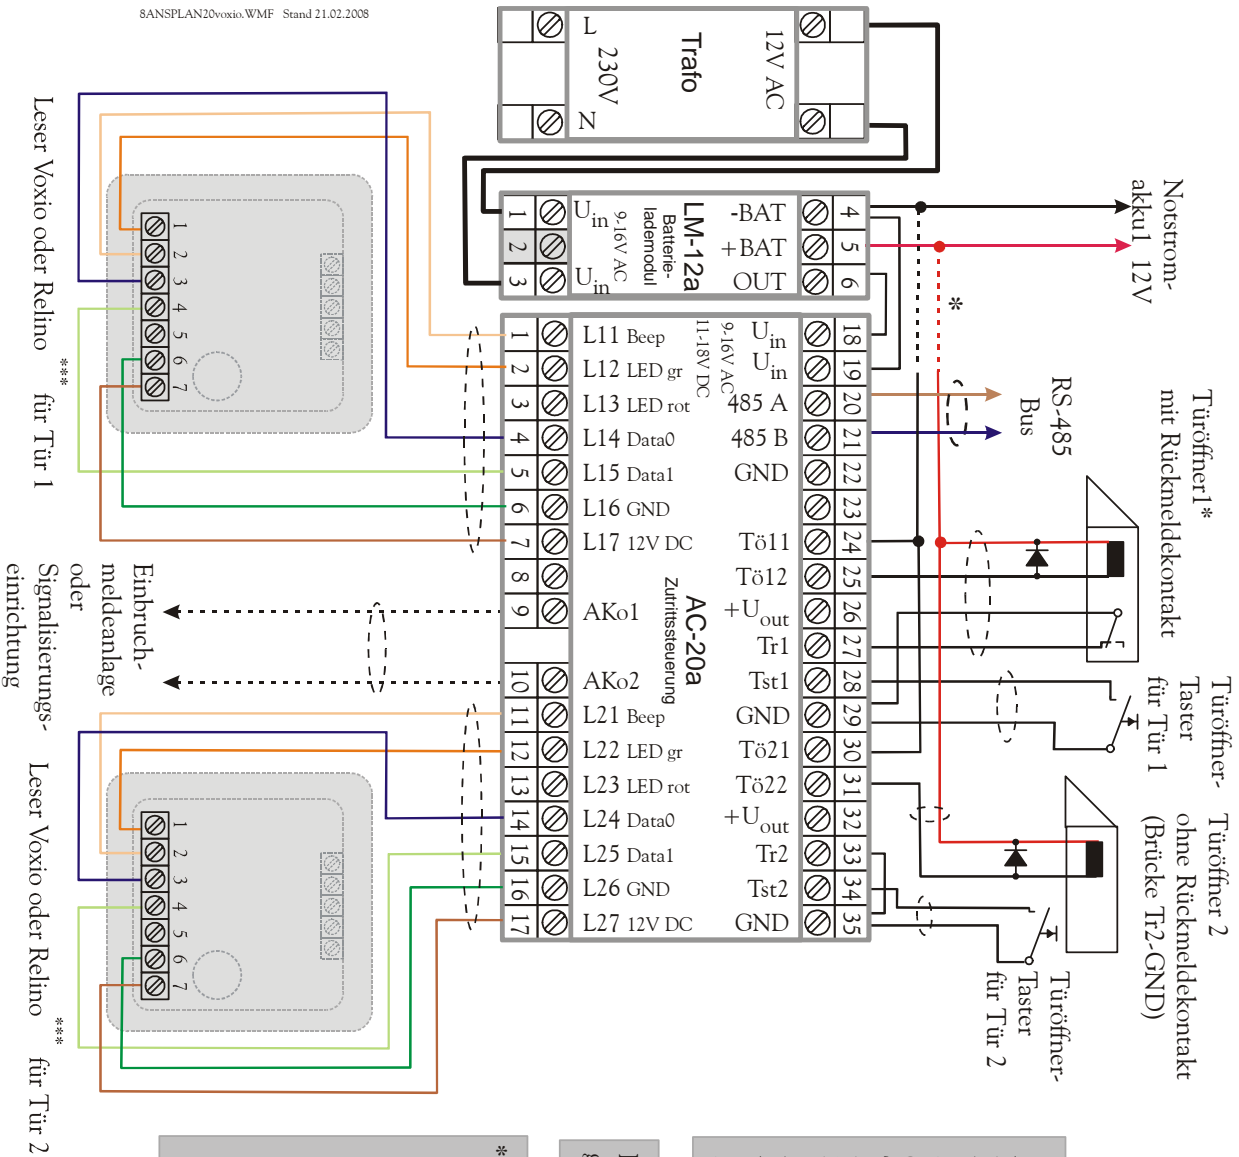 8ANSPLAN20voxio.WMF Stand 21.02.2008
L
230V
N
Trafo
12V AC
Notstrom-
akku1 12V
1
2
3
U in
9-16V AC
U in
Batterie-
lademodul
LM-12a
-BAT
+BAT
OUT
4
5
6
*
RS-485
Bus
Leser Voxio oder Relino *** für Tür 1
1
2
3
4
5
6
7
1 L11 Beep
2 L12 LED gr
3 L13 LED rot
4 L14 Data0
5 L15 Data1
6 L16 GND
7 L17 12V DC
8
9 AKo1
10 AKo2
11 L21 Beep
12 L22 LED gr
13 L23 LED rot
14 L24 Data0
15 L25 Data1
16 L26 GND
17 L27 12V DC
9-16V AC
11-18V DC
AC-20a
Zutrittssteuerung
U in 18
U in 19
485 A 20
485 B 21
GND 22
23
Tö11 24
Tö12 25
+U out 26
Tr1 27
Tst1 28
GND 29
Tö21 30
Tö22 31
+U out 32
Tr2 33
Tst2 34
GND 35
Türöffner1*
mit Rückmeldekontakt
Türöffner-
Taster
für Tür 1
Türöffner 2
ohne Rückmeldekontakt
(Brücke Tr2-GND)
Türöffner-
Taster
für Tür 2
Einbruch-
meldeanlage
oder
Signalisierungs-
einrichtung
Leser Voxio oder Relino *** für Tür 2
1
2
3
4
5
6
7
*